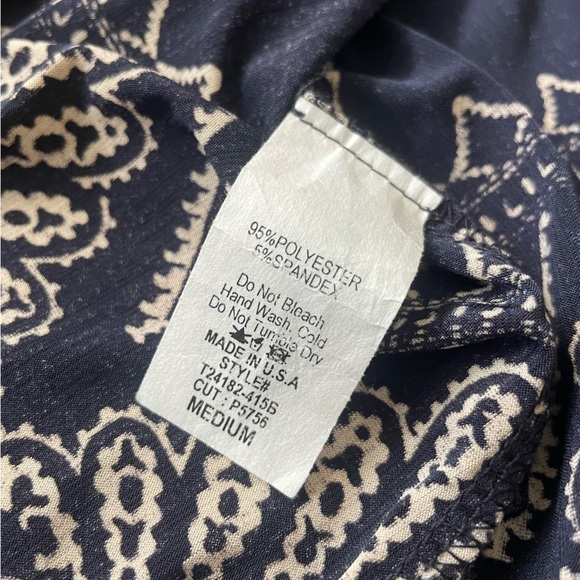 95%POLYESTER
5%SPANDEX
Do Not Bleach
Hand Wash. Cold
Do Not Tumble Dry
MADE IN U.S.A
STYLE#
T24182-415B
CUT : P5756
MEDIUM